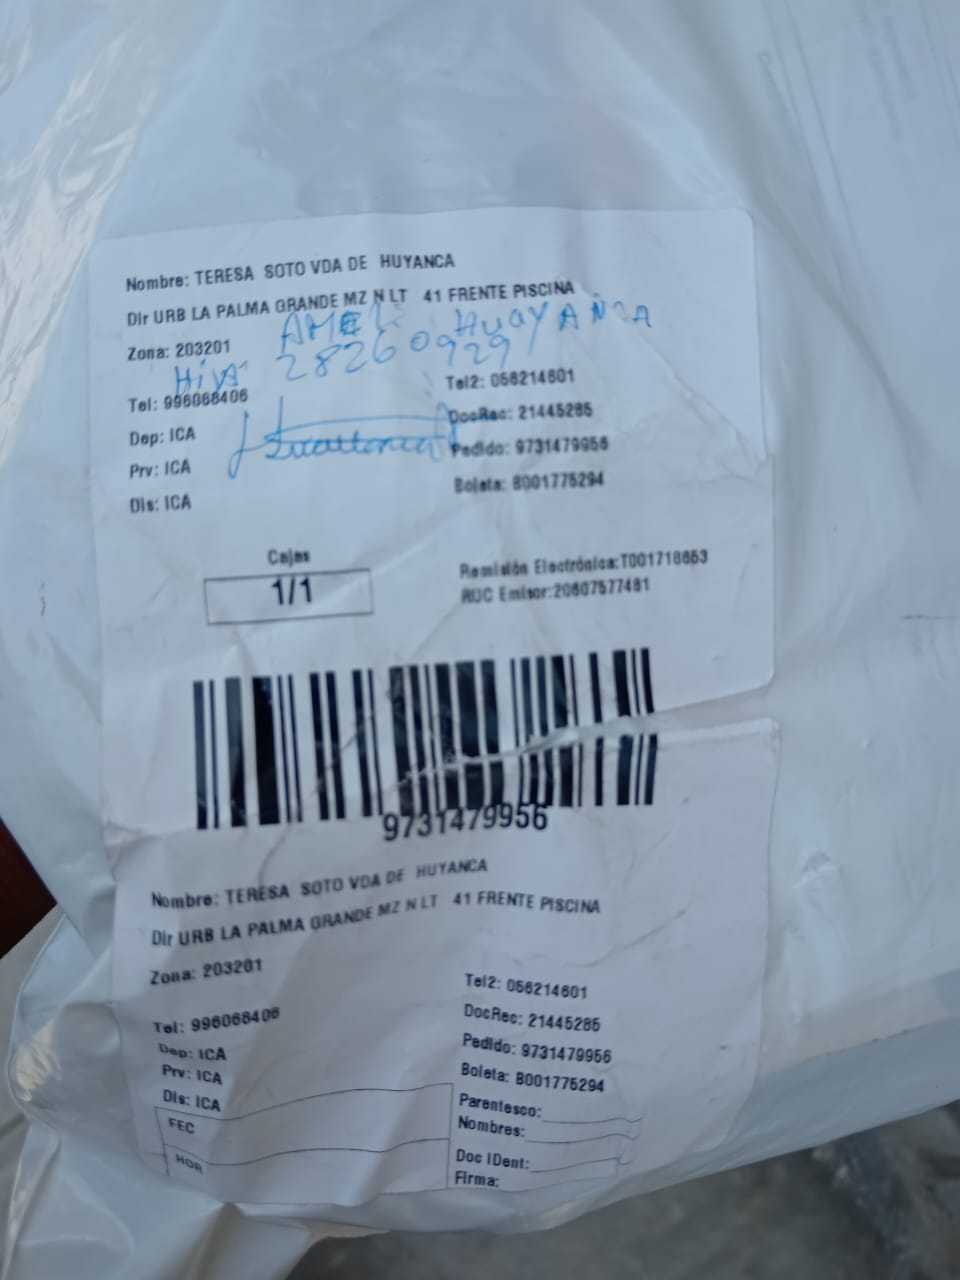 Nombre: TERESA SOTO VDA DE HUYANCA
Dir URB LA PALMA GRANDE MZ N LT 41 FRENTE PISCINA
Zona: 203201
HUAYANCA
28260929
HiJA
Tel: 996068406
Tel2: 056214601
Dep: ICA
DocRec: 21445285
Prv: ICA
Pedido: 9731479956
Dis: ICA
Boleta: B001775294
Cajas
1/1
Remisión Electrónica:T001718653
RUC Emisor:20607577481
9731479956
Nombre: TERESA SOTO VDA DE HUYANCA
Dir URB LA PALMA GRANDE MZ N LT 41 FRENTE PISCINA
Zona: 203201
Tel2: 056214601
Tel: 996068406
DocRec: 21445285
Dep: ICA
Pedido: 9731479956
Prv: ICA
Boleta: B001775294
Dis: ICA
Parentesco:
FEC
Nombres:
HOR
Doc IDent:
Firma: